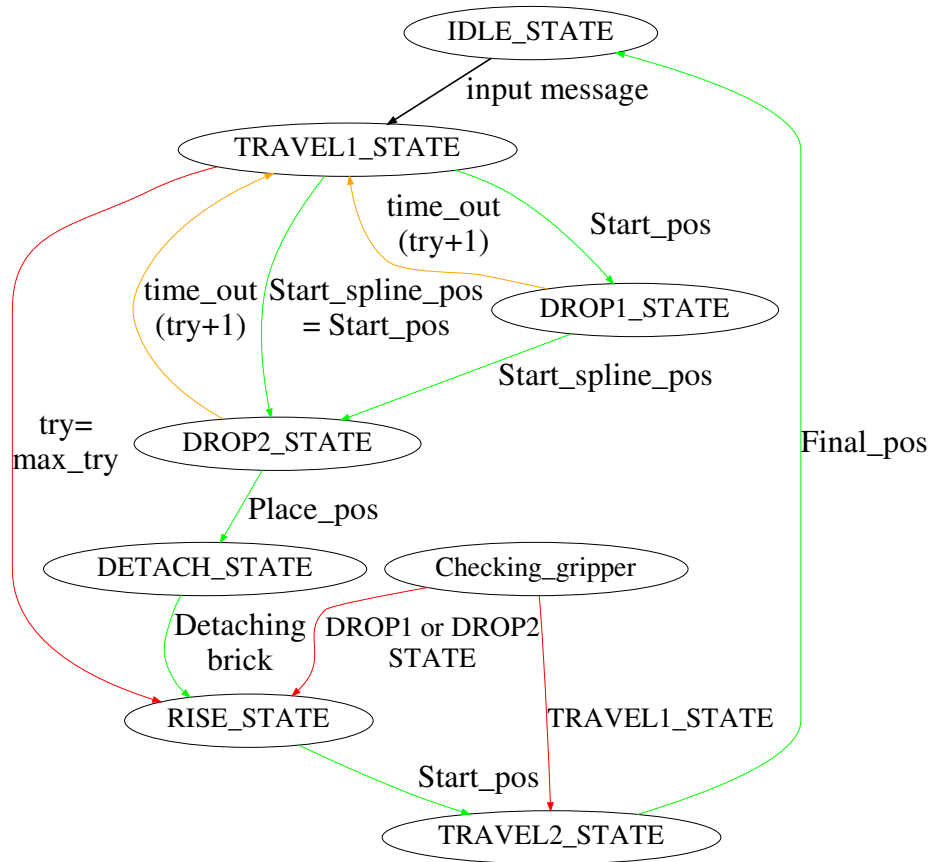 IDLE_STATE
input message
TRAVEL1_STATE
time_out
(try+1)
Start_pos
time_out
(try+1)
Start_spline_pos
= Start_pos
DROP1_STATE
Start_spline_pos
try=
max_try
DROP2_STATE
Final_pos
Place_pos
DETACH_STATE
Checking_gripper
Detaching
brick
DROP1 or DROP2
STATE
RISE_STATE
TRAVEL1_STATE
Start_pos
TRAVEL2_STATE